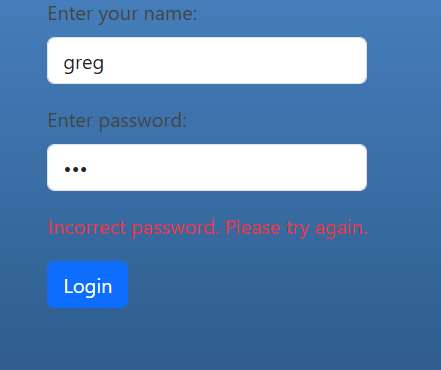 Enter your name:
greg
Enter password:
•••
Incorrect password. Please try again.
Login